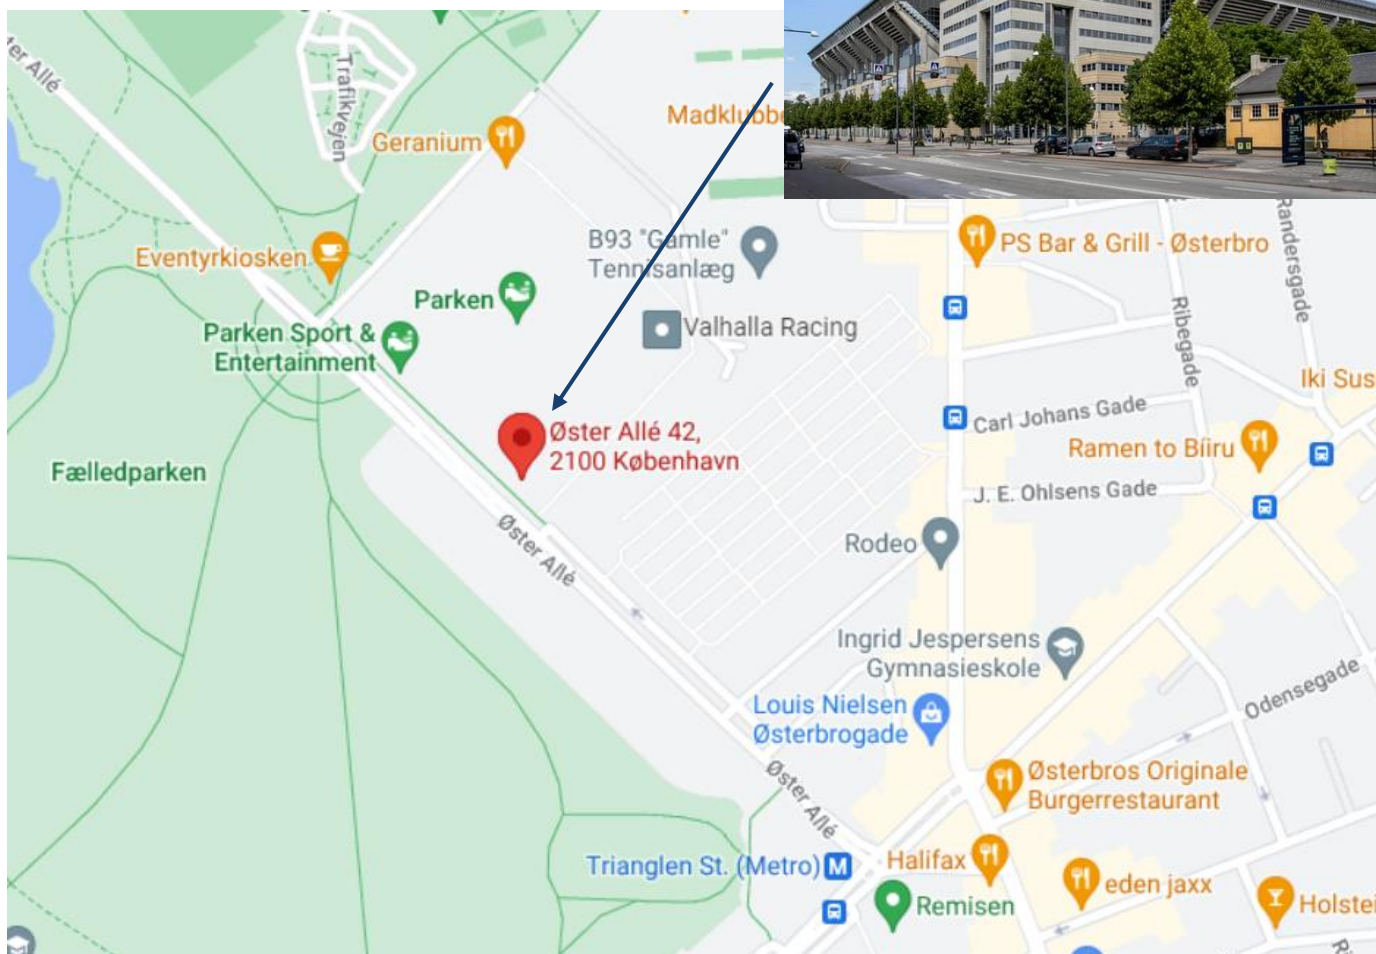 ter Allé
Trafikvejen
Geranium
Madklubbe
Eventyrkiosken
B93 "Gamle"
Tennisanlæg
PS Bar & Grill - Østerbro
Randersgade
Parken
Ribegade
Parken Sport &
Entertainment
Valhalla Racing
Iki Sus
Carl Johans Gade
Øster Allé 42,
2100 København
Ramen to Bíiru
Fælledparken
J. E. Ohlsens Gade
Øster Allé
Rodeo
Ingrid Jespersens
Gymnasieskole
Odensegade
Louis Nielsen
Østerbrogade
Øster Allé
Østerbros Originale
Burgerrestaurant
Trianglen St. (Metro) M
Halifax
eden jaxx
Remisen
Holstei